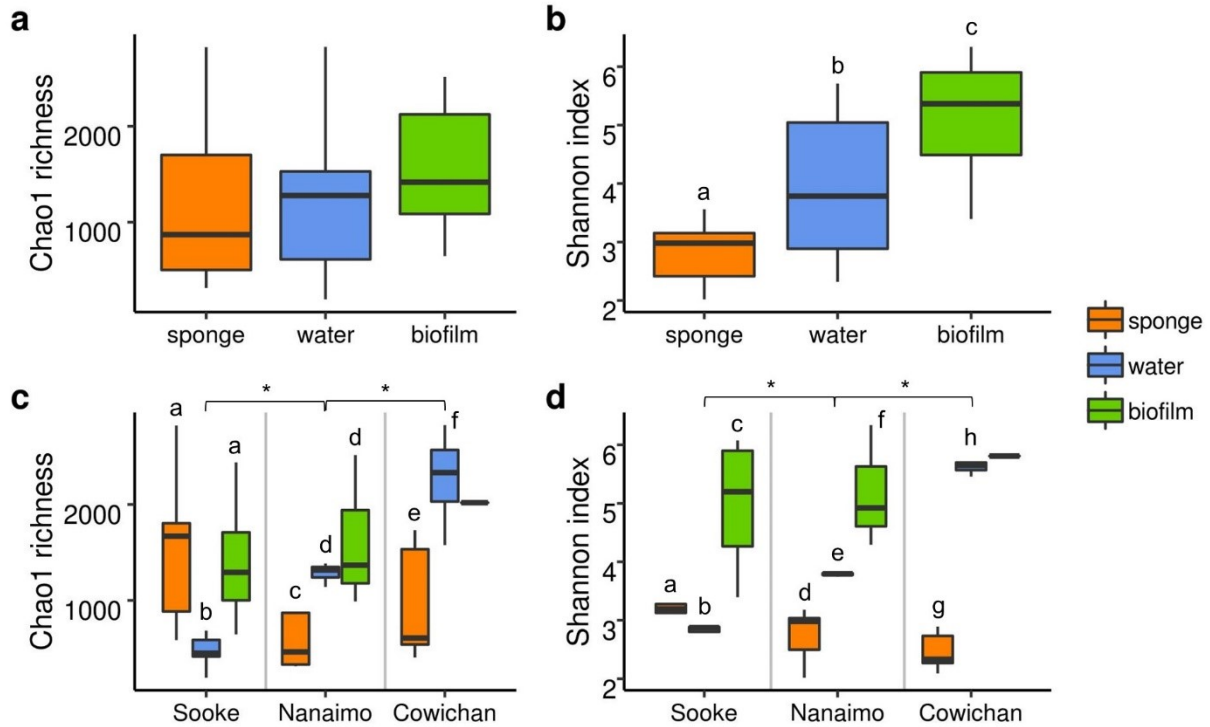 a
Chao1 richness
2000
1000
sponge water biofilm
b
Shannon index
6
5
4
3
2
a
b
c
sponge water biofilm
sponge
water
biofilm
c
* *
Chao1 richness
2000
1000
a b a c d d e f
Sooke Nanaimo Cowichan
d
* *
Shannon index
6
5
4
3
2
a b c d e f g h
Sooke Nanaimo Cowichan